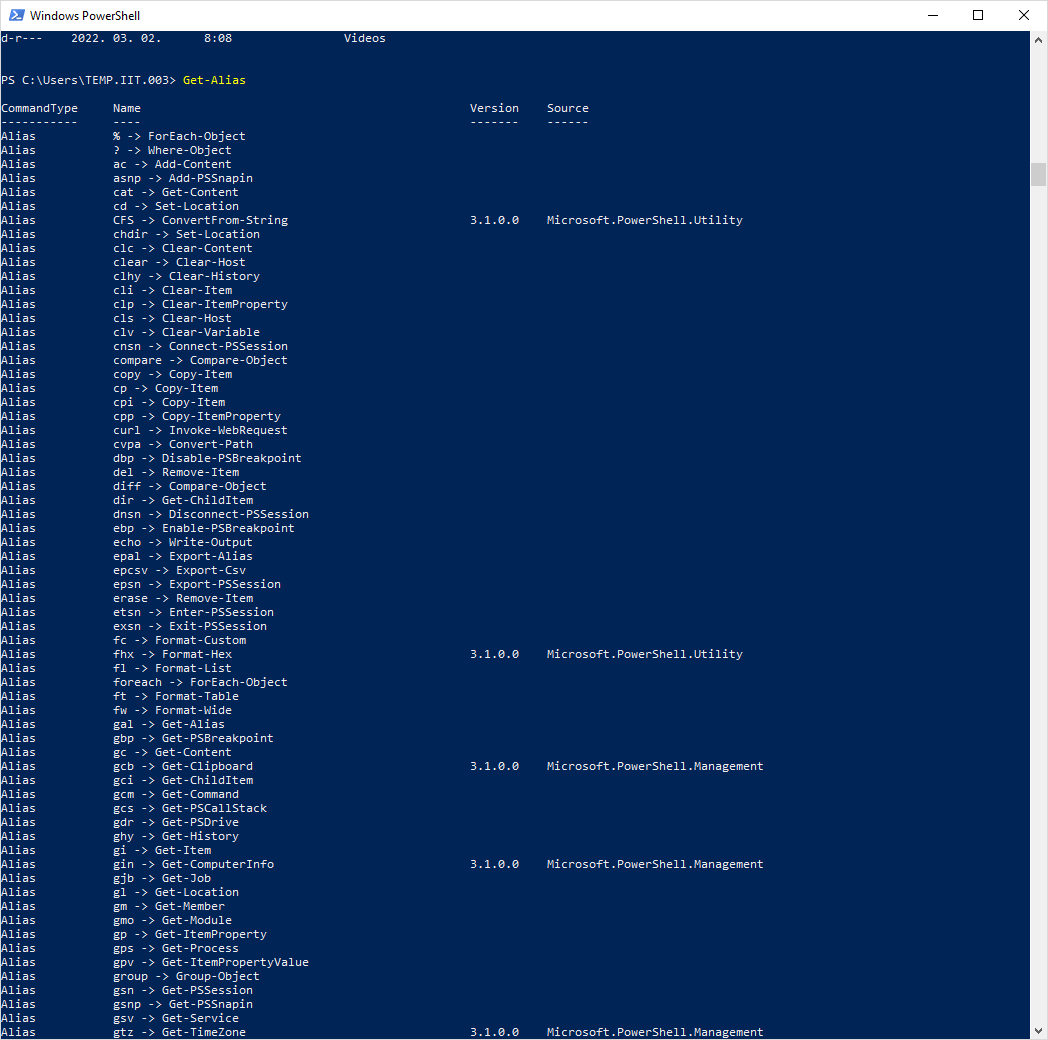 Windows PowerShell
d-r---    2022. 03. 02.      8:08                Videos
PS C:\Users\TEMP.IIT.003> Get-Alias
CommandType     Name                                               Version    Source
-----------     ----                                               -------    ------
Alias           % -> ForEach-Object
Alias           ? -> Where-Object
Alias           ac -> Add-Content
Alias           asnp -> Add-PSSnapin
Alias           cat -> Get-Content
Alias           cd -> Set-Location
Alias           CFS -> ConvertFrom-String                          3.1.0.0    Microsoft.PowerShell.Utility
Alias           chdir -> Set-Location
Alias           clc -> Clear-Content
Alias           clear -> Clear-Host
Alias           clhy -> Clear-History
Alias           cli -> Clear-Item
Alias           clp -> Clear-ItemProperty
Alias           cls -> Clear-Host
Alias           clv -> Clear-Variable
Alias           cnsn -> Connect-PSSession
Alias           compare -> Compare-Object
Alias           copy -> Copy-Item
Alias           cp -> Copy-Item
Alias           cpi -> Copy-Item
Alias           cpp -> Copy-ItemProperty
Alias           curl -> Invoke-WebRequest
Alias           cvpa -> Convert-Path
Alias           dbp -> Disable-PSBreakpoint
Alias           del -> Remove-Item
Alias           diff -> Compare-Object
Alias           dir -> Get-ChildItem
Alias           dnsn -> Disconnect-PSSession
Alias           ebp -> Enable-PSBreakpoint
Alias           echo -> Write-Output
Alias           epal -> Export-Alias
Alias           epcsv -> Export-Csv
Alias           epsn -> Export-PSSession
Alias           erase -> Remove-Item
Alias           etsn -> Enter-PSSession
Alias           exsn -> Exit-PSSession
Alias           fc -> Format-Custom
Alias           fhx -> Format-Hex                                  3.1.0.0    Microsoft.PowerShell.Utility
Alias           fl -> Format-List
Alias           foreach -> ForEach-Object
Alias           ft -> Format-Table
Alias           fw -> Format-Wide
Alias           gal -> Get-Alias
Alias           gbp -> Get-PSBreakpoint
Alias           gc -> Get-Content
Alias           gcb -> Get-Clipboard                               3.1.0.0    Microsoft.PowerShell.Management
Alias           gci -> Get-ChildItem
Alias           gcm -> Get-Command
Alias           gcs -> Get-PSCallStack
Alias           gdr -> Get-PSDrive
Alias           ghy -> Get-History
Alias           gi -> Get-Item
Alias           gin -> Get-ComputerInfo                            3.1.0.0    Microsoft.PowerShell.Management
Alias           gjb -> Get-Job
Alias           gl -> Get-Location
Alias           gm -> Get-Member
Alias           gmo -> Get-Module
Alias           gp -> Get-ItemProperty
Alias           gps -> Get-Process
Alias           gpv -> Get-ItemPropertyValue
Alias           group -> Group-Object
Alias           gsn -> Get-PSSession
Alias           gsnp -> Get-PSSnapin
Alias           gsv -> Get-Service
Alias           gtz -> Get-TimeZone                                3.1.0.0    Microsoft.PowerShell.Management